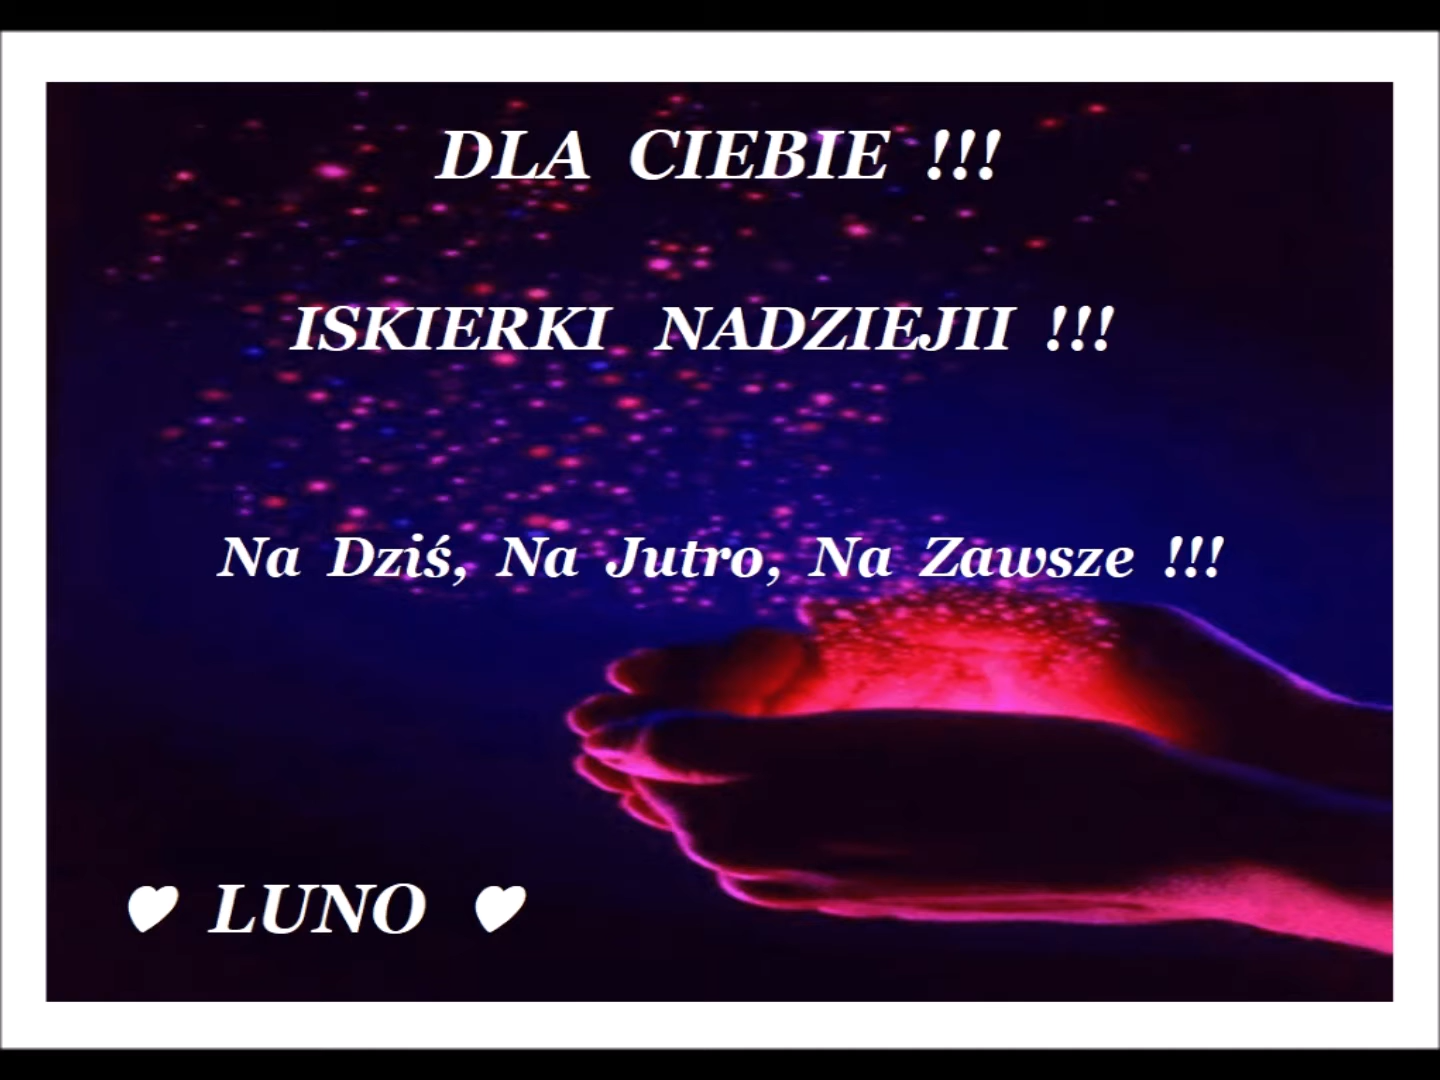 DLA CIEBIE !!!
ISKIERKI NADZIEJII !!!
Na Dziś, Na Jutro, Na Zawsze !!!
♥ LUNO ♥